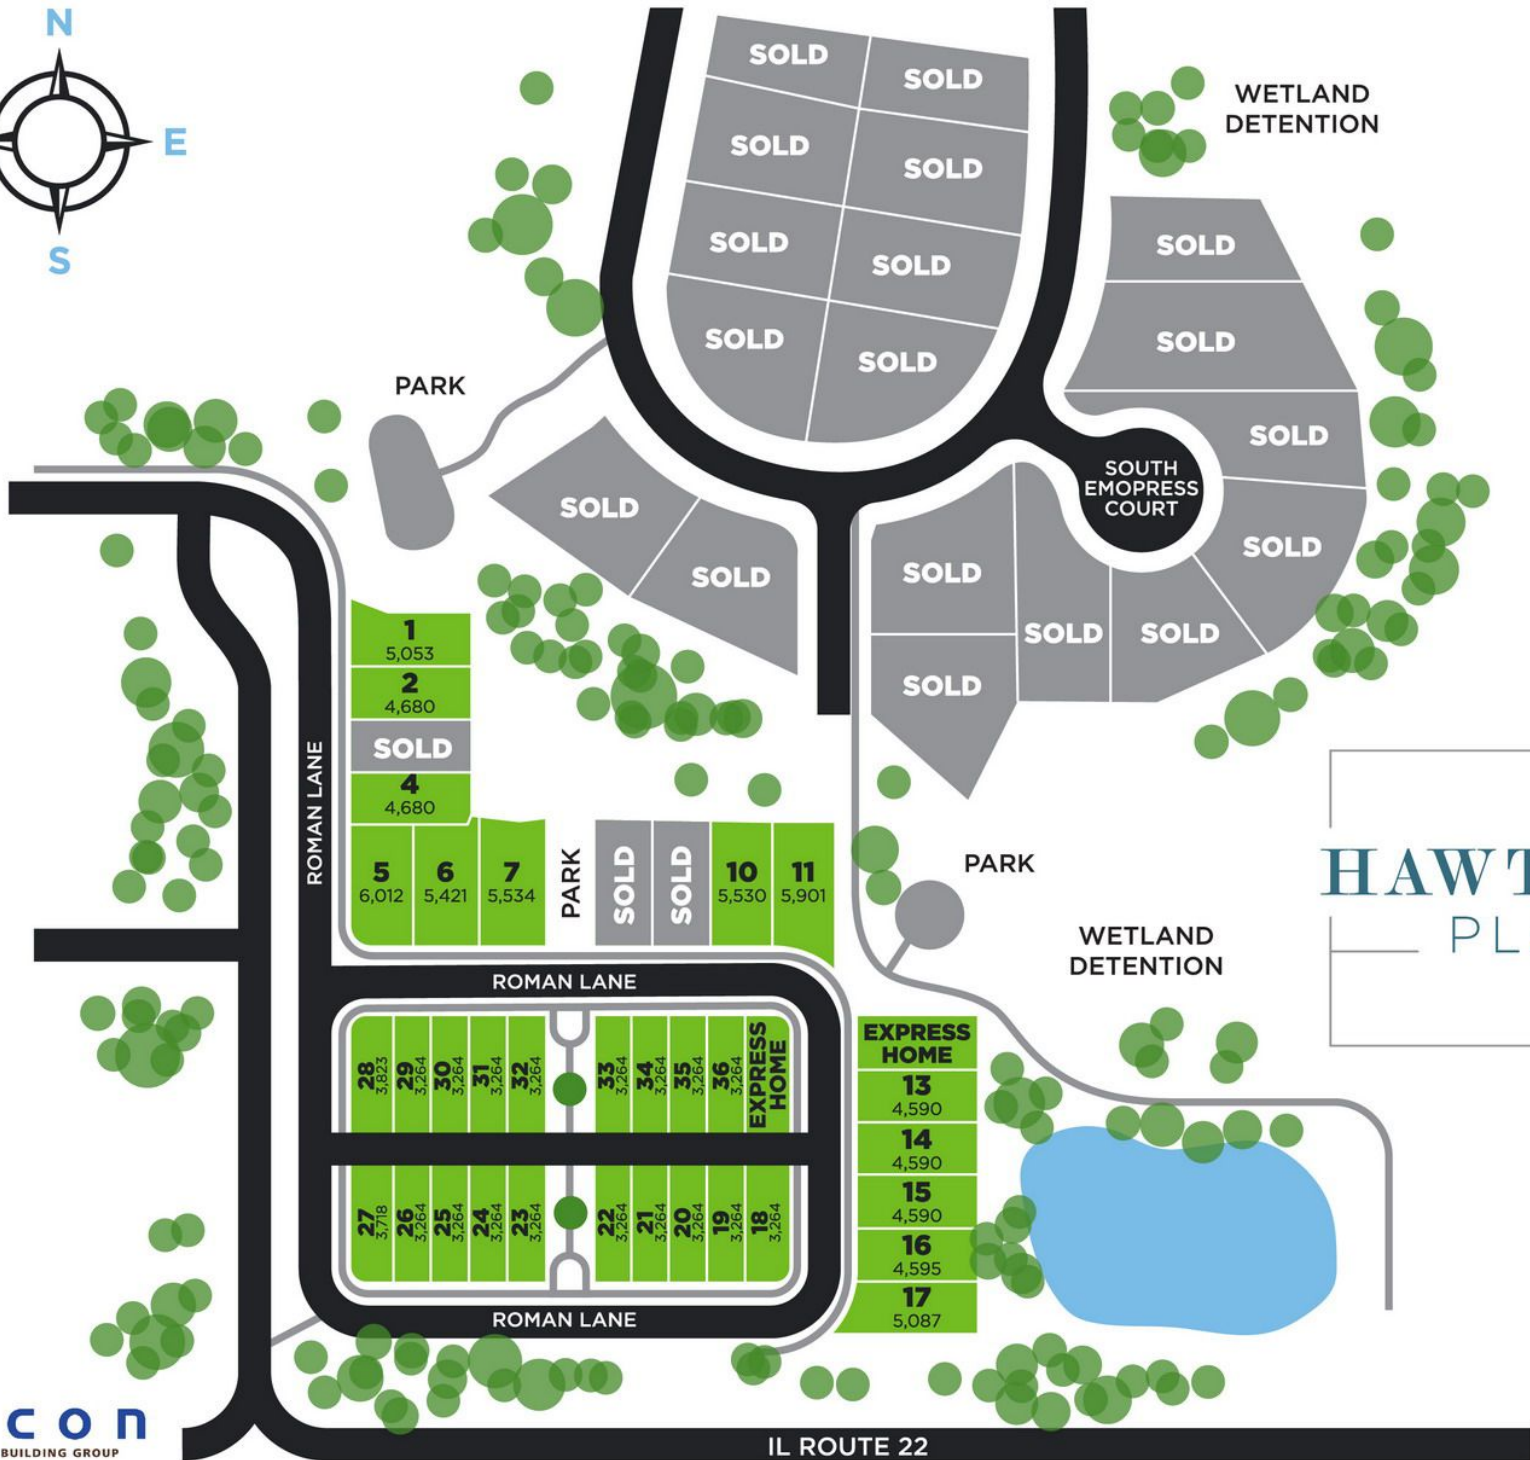 N
E
S
SOLD
SOLD
SOLD
SOLD
SOLD
SOLD
SOLD
SOLD
WETLAND
DETENTION
SOLD
SOLD
SOLD
SOLD
SOUTH
EMOPRESS
COURT
PARK
SOLD
SOLD
SOLD
SOLD
SOLD
SOLD
1
5,053
2
4,680
SOLD
4
4,680
ROMAN LANE
5
6,012
6
5,421
7
5,534
PARK
SOLD
SOLD
10
5,530
11
5,901
PARK
HAWT
PL
WETLAND
DETENTION
ROMAN LANE
28
3,823
29
3,264
30
3,264
31
3,264
32
3,264
33
3,264
34
3,264
35
3,264
36
3,264
EXPRESS
HOME
EXPRESS
HOME
13
4,590
14
4,590
15
4,590
16
4,595
17
5,087
27
3,718
26
3,264
25
3,264
24
3,264
23
3,264
22
3,264
21
3,264
20
3,264
19
3,264
18
3,264
ROMAN LANE
con
BUILDING GROUP
IL ROUTE 22